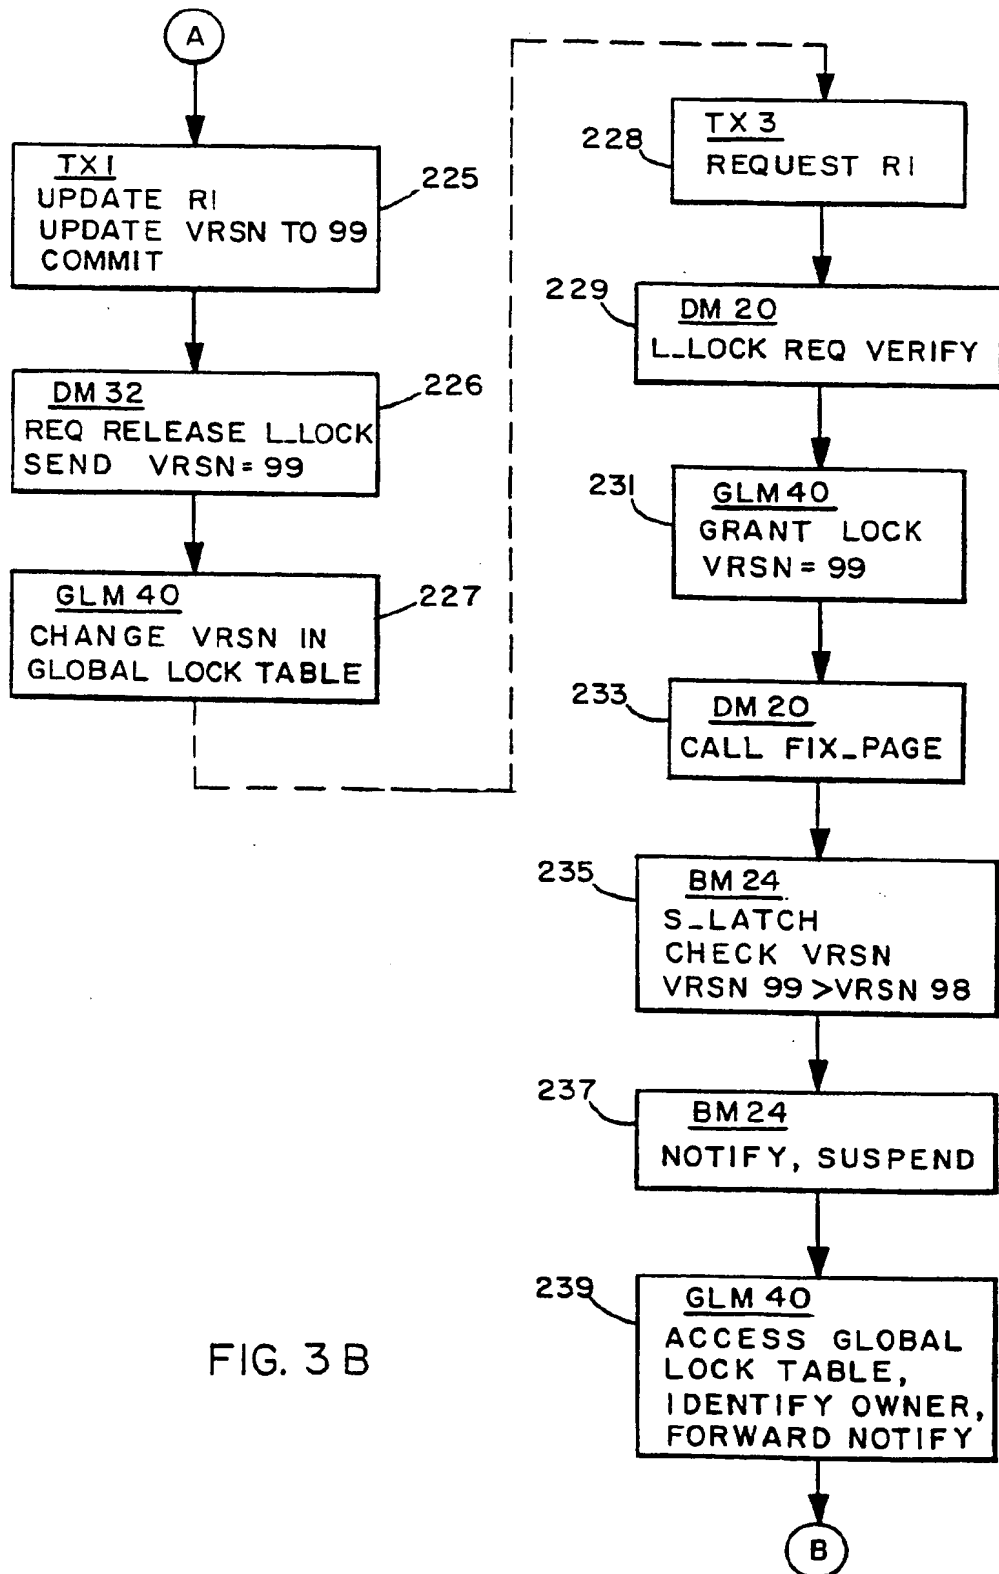 A
TX1
UPDATE R1
UPDATE VRSN TO 99
COMMIT
225
DM 32
REQ RELEASE L_LOCK
SEND VRSN = 99
226
GLM 40
CHANGE VRSN IN
GLOBAL LOCK TABLE
227
228
TX 3
REQUEST R1
229
DM 20
L_LOCK REQ VERIFY
231
GLM 40
GRANT LOCK
VRSN = 99
233
DM 20
CALL FIX_PAGE
235
BM 24
S_LATCH
CHECK VRSN
VRSN 99 > VRSN 98
237
BM 24
NOTIFY, SUSPEND
239
GLM 40
ACCESS GLOBAL
LOCK TABLE,
IDENTIFY OWNER,
FORWARD NOTIFY
B
FIG. 3 B